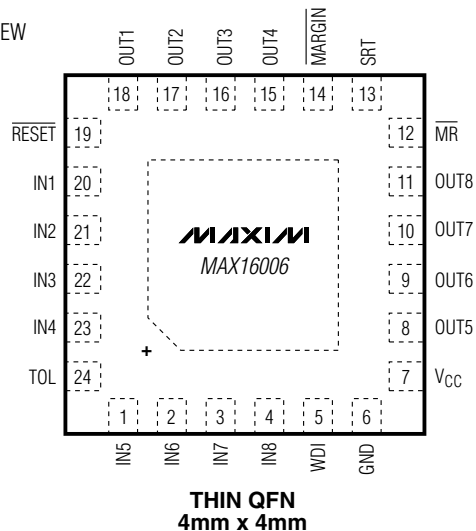 EW
OUT1 OUT2 OUT3 OUT4 MARGIN SRT
18 17 16 15 14 13
RESET 19 12 MR
IN1 20 11 OUT8
IN2 21 10 OUT7
MAXIM
MAX16006
IN3 22 9 OUT6
IN4 23 8 OUT5
+
TOL 24 7 VCC
1 2 3 4 5 6
IN5 IN6 IN7 IN8 WDI GND
THIN QFN
4mm x 4mm